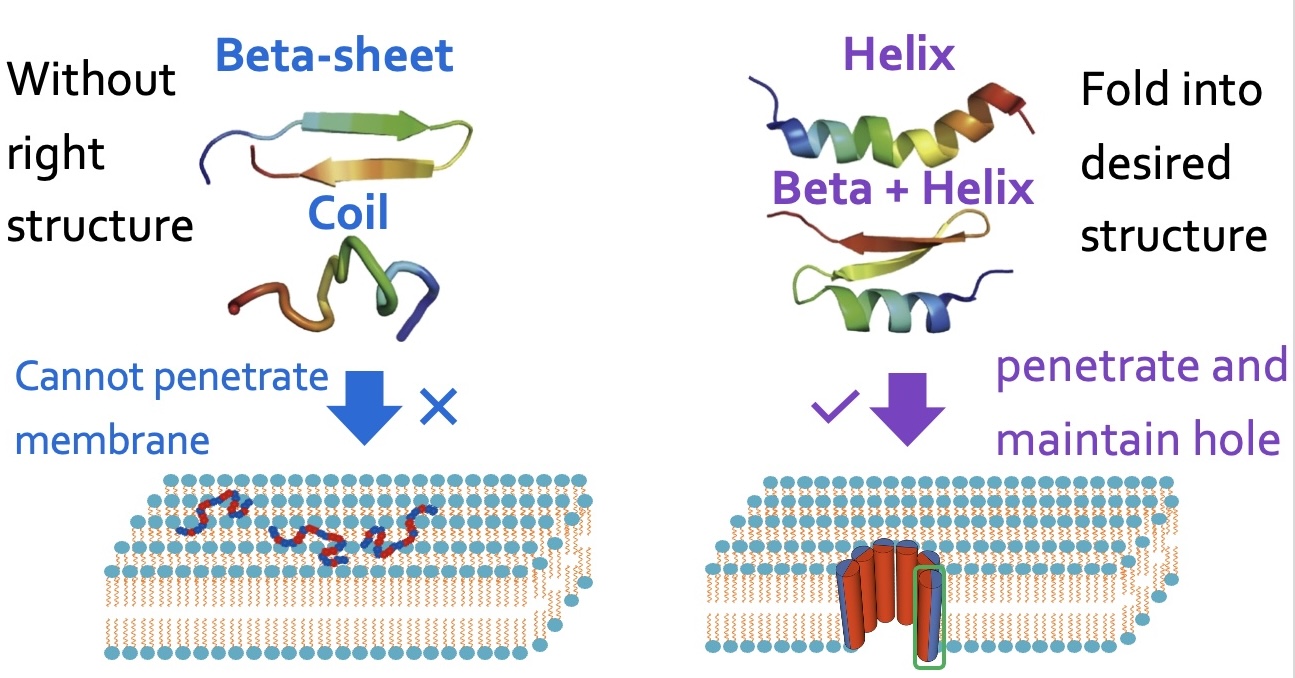 Without
right
structure
Beta-sheet
Coil
Cannot penetrate
membrane
Helix
Beta + Helix
Fold into
desired
structure
penetrate and
maintain hole